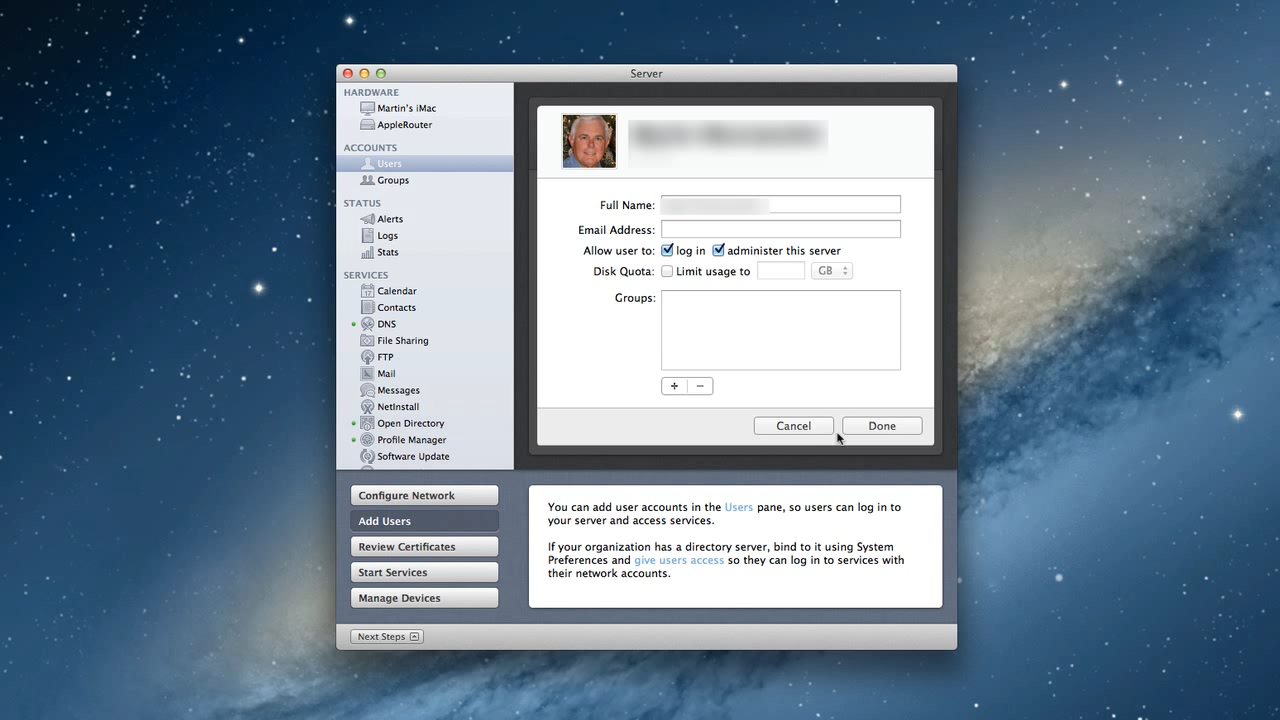 Server
HARDWARE
Martin's iMac
AppleRouter
ACCOUNTS
Users
Groups
STATUS
Alerts
Logs
Stats
SERVICES
17
Calendar
Contacts
DNS
File Sharing
FTP
Mail
Messages
NetInstall
Open Directory
Profile Manager
Software Update
Full Name:
Email Address:
Allow user to: log in administer this server
Disk Quota: Limit usage to GB
Groups:
+ −
Cancel Done
Configure Network
Add Users
Review Certificates
Start Services
Manage Devices
You can add user accounts in the Users pane, so users can log in to
your server and access services.
If your organization has a directory server, bind to it using System
Preferences and give users access so they can log in to services with
their network accounts.
Next Steps